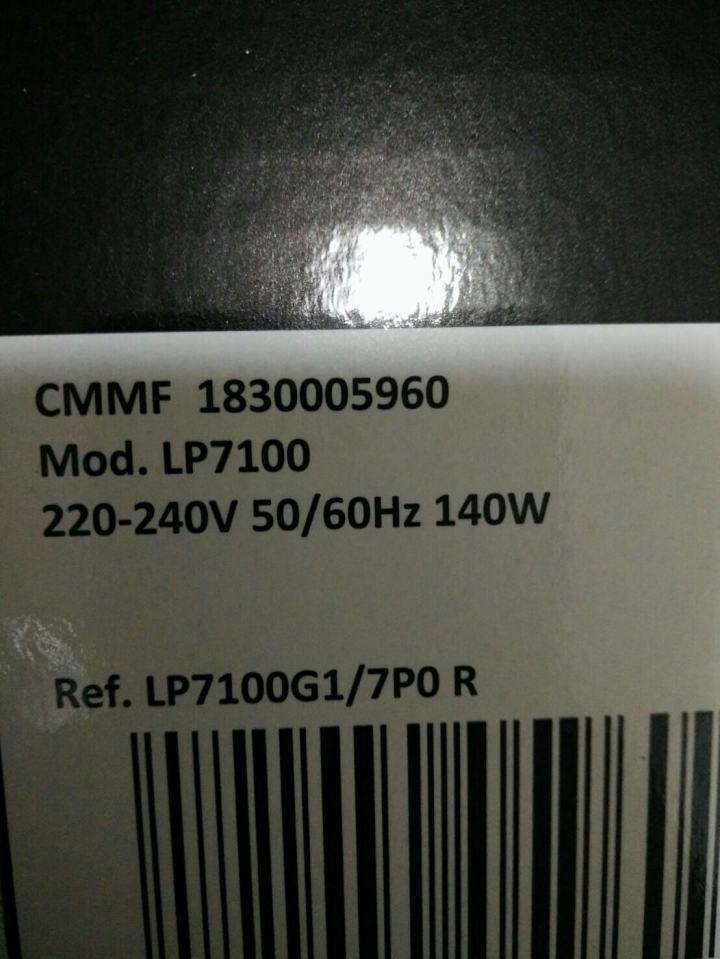 CMMF 1830005960
Mod. LP7100
220-240V 50/60Hz 140W
Ref. LP7100G1/7P0 R